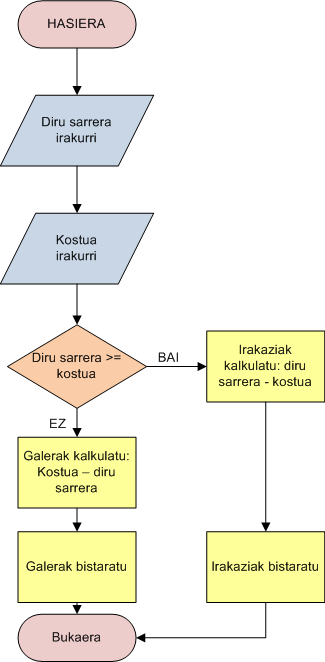 HASIERA
Diru sarrera
irakurri
Kostua
irakurri
Diru sarrera >=
kostua
BAI
Irakaziak
kalkulatu: diru
sarrera - kostua
EZ
Galerak kalkulatu:
Kostua – diru
sarrera
Galerak bistaratu
Irakaziak bistaratu
Bukaera